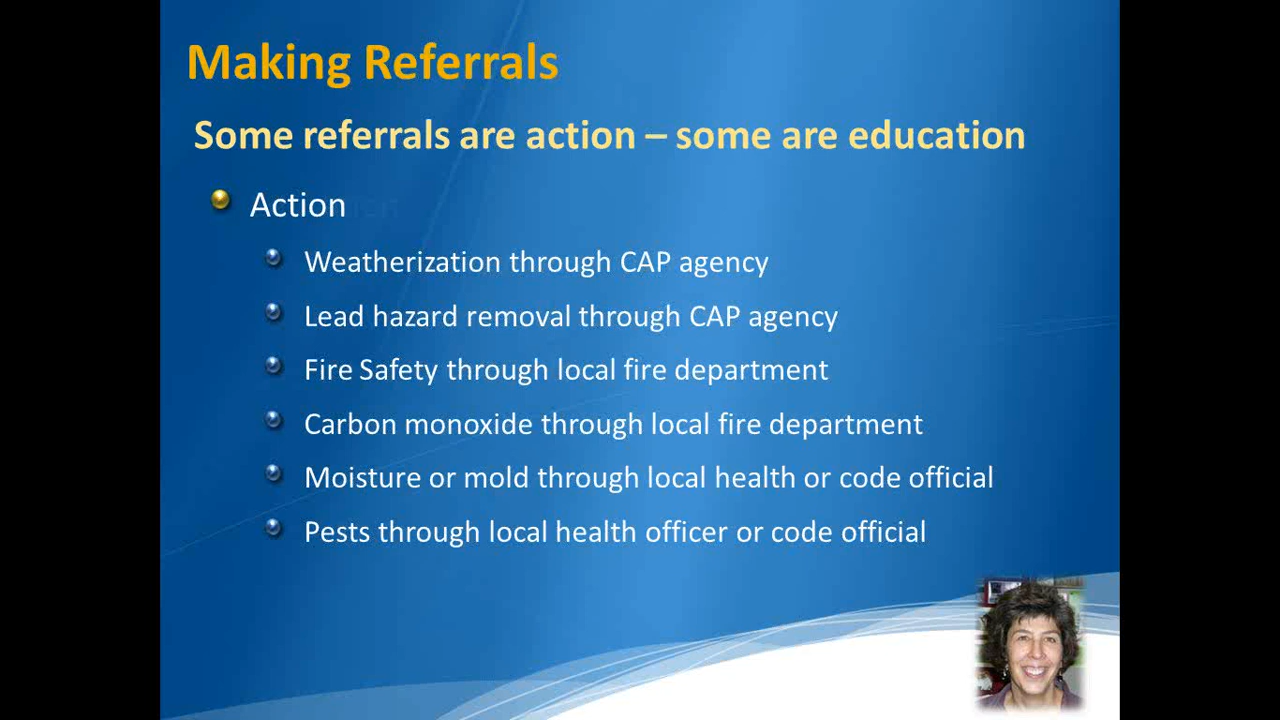 Making Referrals
Some referrals are action – some are education
Action
Weatherization through CAP agency
Lead hazard removal through CAP agency
Fire Safety through local fire department
Carbon monoxide through local fire department
Moisture or mold through local health or code official
Pests through local health officer or code official